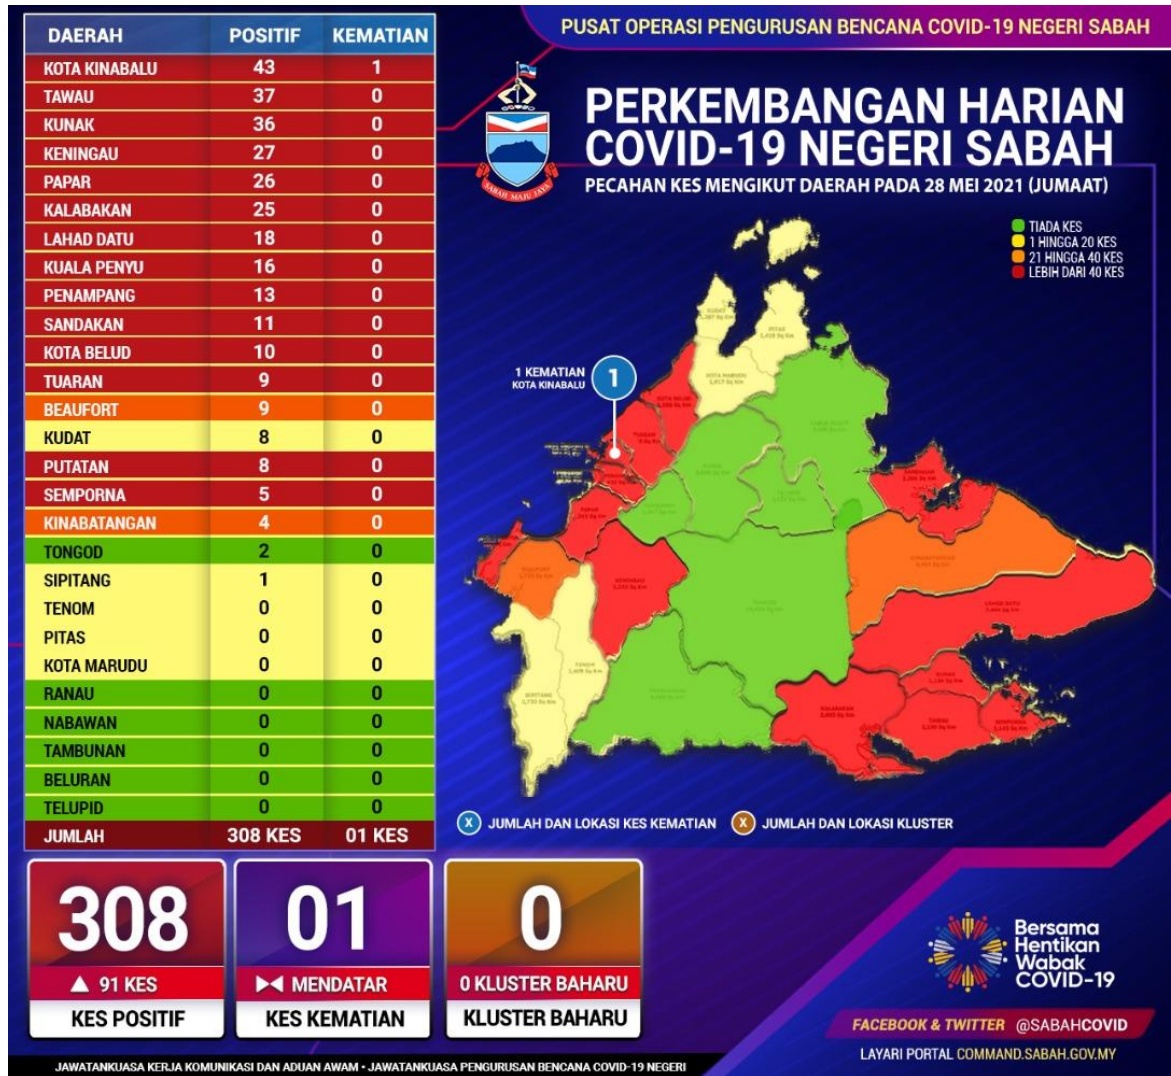 PUSAT OPERASI PENGURUSAN BENCANA COVID-19 NEGERI SABAH
PERKEMBANGAN HARIAN
COVID-19 NEGERI SABAH
PECAHAN KES MENGIKUT DAERAH PADA 28 MEI 2021 (JUMAAT)
SABAH MAJU JAYA
DAERAH POSITIF KEMATIAN
KOTA KINABALU 43 1
TAWAU 37 0
KUNAK 36 0
KENINGAU 27 0
PAPAR 26 0
KALABAKAN 25 0
LAHAD DATU 18 0
KUALA PENYU 16 0
PENAMPANG 13 0
SANDAKAN 11 0
KOTA BELUD 10 0
TUARAN 9 0
BEAUFORT 9 0
KUDAT 8 0
PUTATAN 8 0
SEMPORNA 5 0
KINABATANGAN 4 0
TONGOD 2 0
SIPITANG 1 0
TENOM 0 0
PITAS 0 0
KOTA MARUDU 0 0
RANAU 0 0
NABAWAN 0 0
TAMBUNAN 0 0
BELURAN 0 0
TELUPID 0 0
JUMLAH 308 KES 01 KES
TIADA KES
1 HINGGA 20 KES
21 HINGGA 40 KES
LEBIH DARI 40 KES
1 KEMATIAN
KOTA KINABALU
1
X JUMLAH DAN LOKASI KES KEMATIAN
X JUMLAH DAN LOKASI KLUSTER
308
▲ 91 KES
KES POSITIF
01
MENDATAR
KES KEMATIAN
0
0 KLUSTER BAHARU
KLUSTER BAHARU
Bersama
Hentikan
Wabak
COVID-19
FACEBOOK & TWITTER @SABAHCOVID
LAYARI PORTAL COMMAND.SABAH.GOV.MY
JAWATANKUASA KERJA KOMUNIKASI DAN ADUAN AWAM • JAWATANKUASA PENGURUSAN BENCANA COVID-19 NEGERI